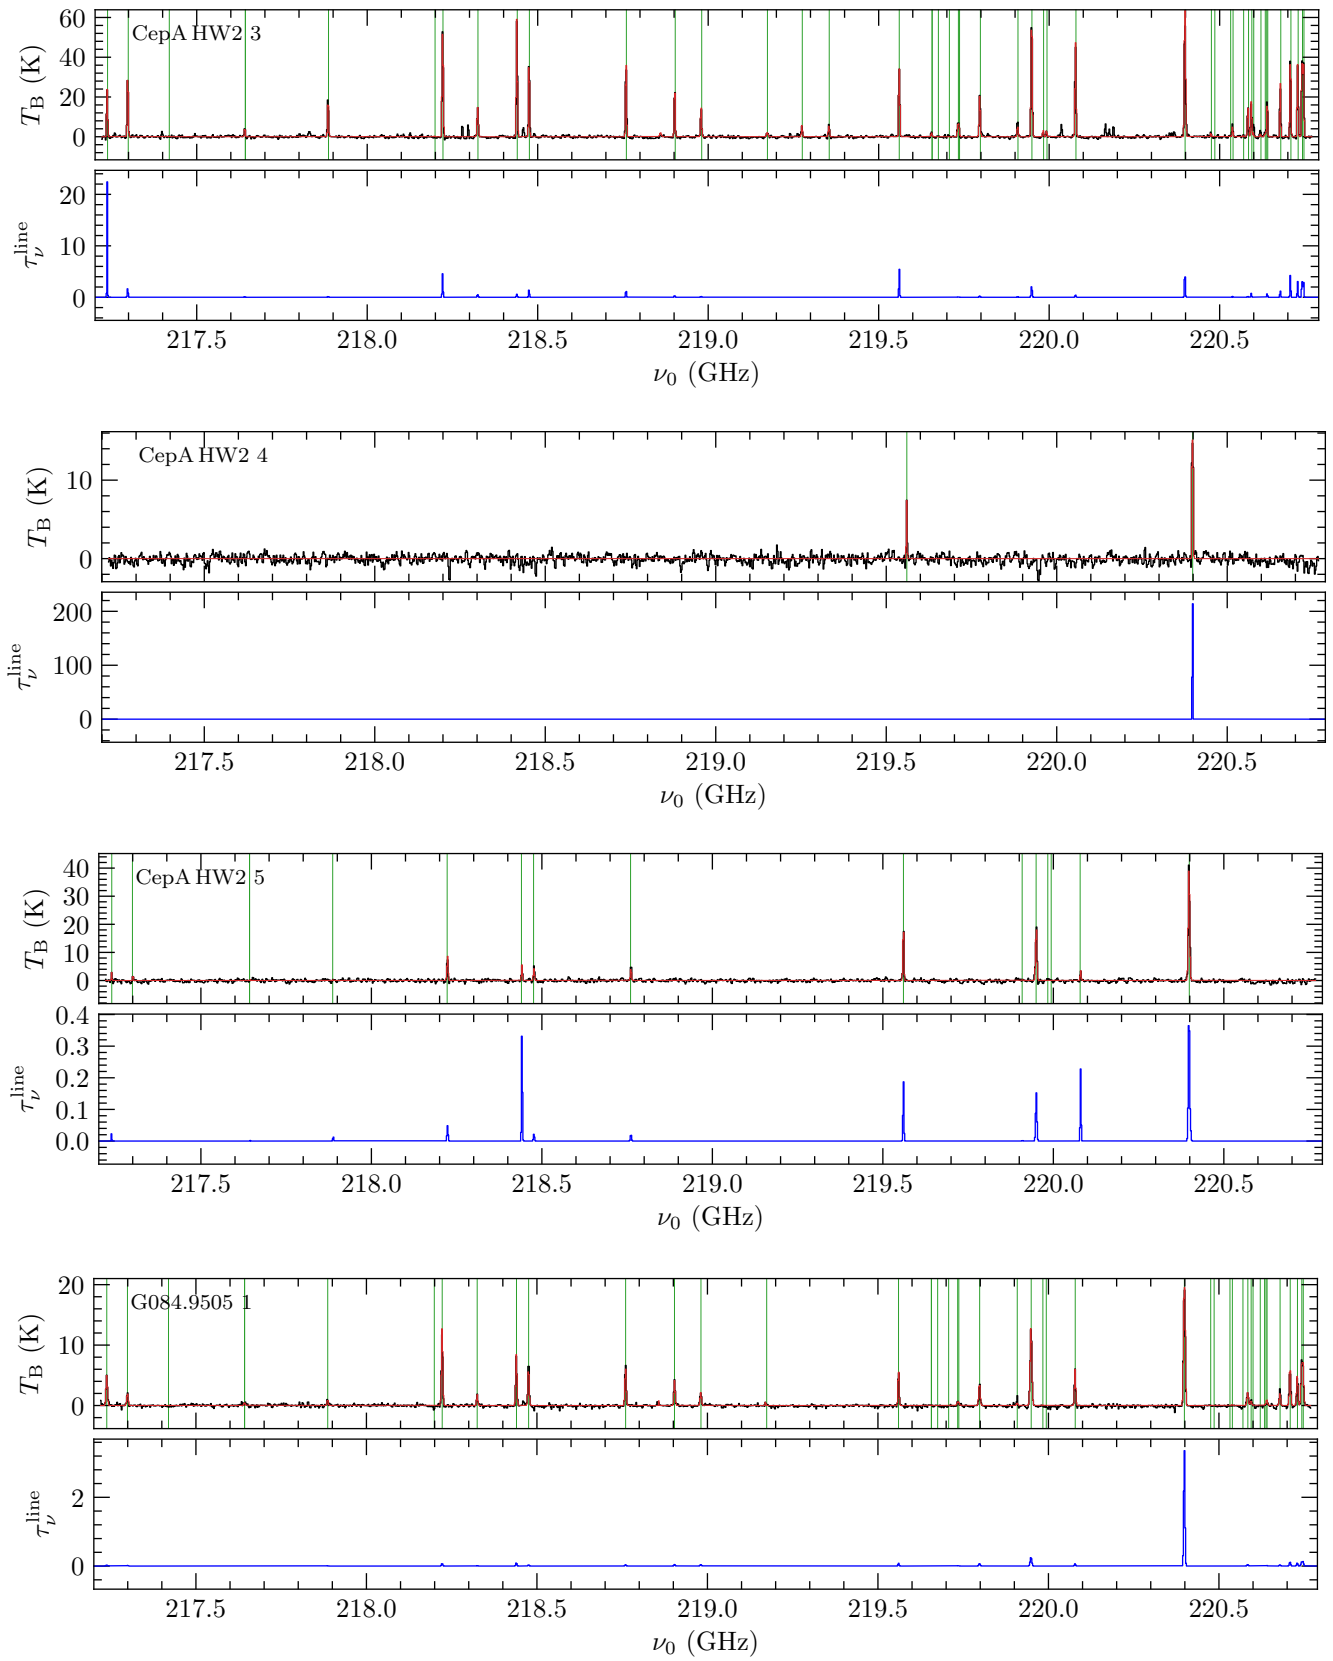 CepA HW2 3
T_B (K)
60
40
20
0
τ_ν^line
20
10
0
217.5 218.0 218.5 219.0 219.5 220.0 220.5
ν_0 (GHz)
CepA HW2 4
T_B (K)
10
0
τ_ν^line
200
100
0
217.5 218.0 218.5 219.0 219.5 220.0 220.5
ν_0 (GHz)
CepA HW2 5
T_B (K)
40
30
20
10
0
τ_ν^line
0.4
0.3
0.2
0.1
0.0
217.5 218.0 218.5 219.0 219.5 220.0 220.5
ν_0 (GHz)
G084.9505 1
T_B (K)
20
10
0
τ_ν^line
2
0
217.5 218.0 218.5 219.0 219.5 220.0 220.5
ν_0 (GHz)